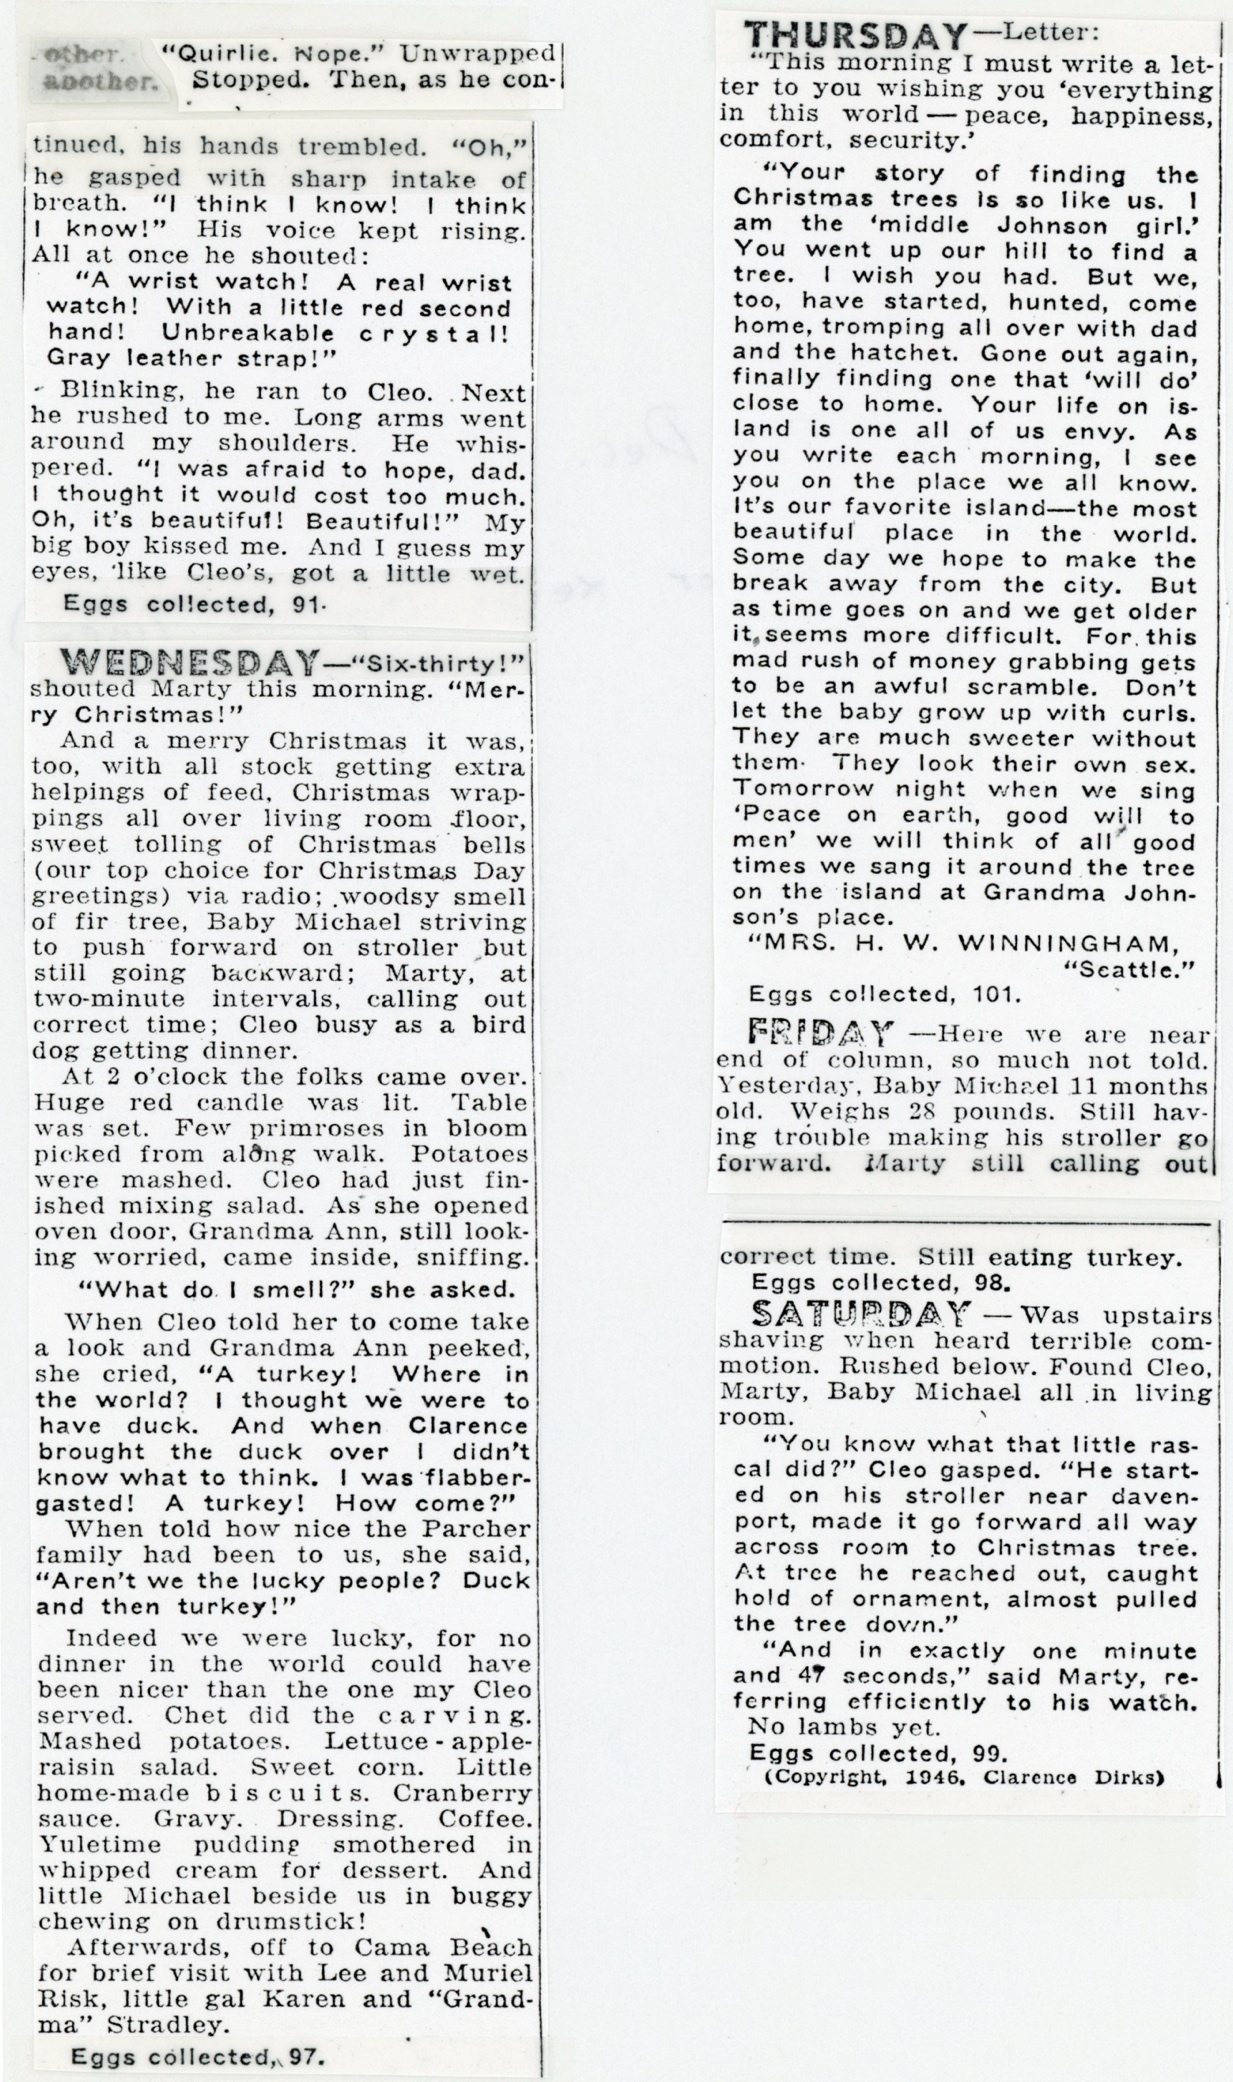 other. "Quirlie. Nope." Unwrapped
another. Stopped. Then, as he con-
tinued, his hands trembled. "Oh,"
he gasped with sharp intake of
breath. "I think I know! I think
I know!" His voice kept rising.
All at once he shouted:
"A wrist watch! A real wrist
watch! With a little red second
hand! Unbreakable crystal!
Gray leather strap!"
Blinking, he ran to Cleo. Next
he rushed to me. Long arms went
around my shoulders. He whis-
pered. "I was afraid to hope, dad.
I thought it would cost too much.
Oh, it's beautiful! Beautiful!" My
big boy kissed me. And I guess my
eyes, like Cleo's, got a little wet.
Eggs collected, 91.
WEDNESDAY—"Six-thirty!"
shouted Marty this morning. "Mer-
ry Christmas!"
And a merry Christmas it was,
too, with all stock getting extra
helpings of feed, Christmas wrap-
pings all over living room floor,
sweet tolling of Christmas bells
(our top choice for Christmas Day
greetings) via radio; woodsy smell
of fir tree, Baby Michael striving
to push forward on stroller but
still going backward; Marty, at
two-minute intervals, calling out
correct time; Cleo busy as a bird
dog getting dinner.
At 2 o'clock the folks came over.
Huge red candle was lit. Table
was set. Few primroses in bloom
picked from along walk. Potatoes
were mashed. Cleo had just fin-
ished mixing salad. As she opened
oven door, Grandma Ann, still look-
ing worried, came inside, sniffing.
"What do I smell?" she asked.
When Cleo told her to come take
a look and Grandma Ann peeked,
she cried, "A turkey! Where in
the world? I thought we were to
have duck. And when Clarence
brought the duck over I didn't
know what to think. I was flabber-
gasted! A turkey! How come?"
When told how nice the Parcher
family had been to us, she said,
"Aren't we the lucky people? Duck
and then turkey!"
Indeed we were lucky, for no
dinner in the world could have
been nicer than the one my Cleo
served. Chet did the carving.
Mashed potatoes. Lettuce-apple-
raisin salad. Sweet corn. Little
home-made biscuits. Cranberry
sauce. Gravy. Dressing. Coffee.
Yuletime pudding smothered in
whipped cream for dessert. And
little Michael beside us in buggy
chewing on drumstick!
Afterwards, off to Cama Beach
for brief visit with Lee and Muriel
Risk, little gal Karen and "Grand-
ma" Stradley.
Eggs collected, 97.
THURSDAY—Letter:
"This morning I must write a let-
ter to you wishing you 'everything
in this world — peace, happiness,
comfort, security.'
"Your story of finding the
Christmas trees is so like us. I
am the 'middle Johnson girl.'
You went up our hill to find a
tree. I wish you had. But we,
too, have started, hunted, come
home, tromping all over with dad
and the hatchet. Gone out again,
finally finding one that 'will do'
close to home. Your life on is-
land is one all of us envy. As
you write each morning, I see
you on the place we all know.
It's our favorite island—the most
beautiful place in the world.
Some day we hope to make the
break away from the city. But
as time goes on and we get older
it seems more difficult. For this
mad rush of money grabbing gets
to be an awful scramble. Don't
let the baby grow up with curls.
They are much sweeter without
them. They look their own sex.
Tomorrow night when we sing
'Peace on earth, good will to
men' we will think of all good
times we sang it around the tree
on the island at Grandma John-
son's place.
"MRS. H. W. WINNINGHAM,
"Seattle."
Eggs collected, 101.
FRIDAY —Here we are near
end of column, so much not told.
Yesterday, Baby Michael 11 months
old. Weighs 28 pounds. Still hav-
ing trouble making his stroller go
forward. Marty still calling out
correct time. Still eating turkey.
Eggs collected, 98.
SATURDAY — Was upstairs
shaving when heard terrible com-
motion. Rushed below. Found Cleo,
Marty, Baby Michael all in living
room.
"You know what that little ras-
cal did?" Cleo gasped. "He start-
ed on his stroller near daven-
port, made it go forward all way
across room to Christmas tree.
At tree he reached out, caught
hold of ornament, almost pulled
the tree down."
"And in exactly one minute
and 47 seconds," said Marty, re-
ferring efficiently to his watch.
No lambs yet.
Eggs collected, 99.
(Copyright, 1946, Clarence Dirks)